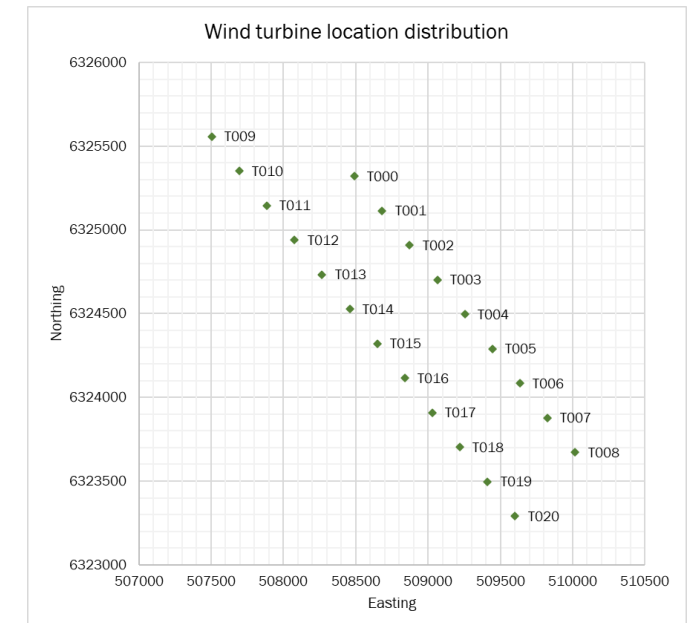 Wind turbine location distribution
6326000
T009
6325500
T010
T000
T011
T001
6325000
T012
T002
T013
T003
T014
6324500
T004
T015
T005
T016
T006
6324000
T017
T007
T018
T008
6323500
T019
T020
6323000
507000 507500 508000 508500 509000 509500 510000 510500
Easting
Northing